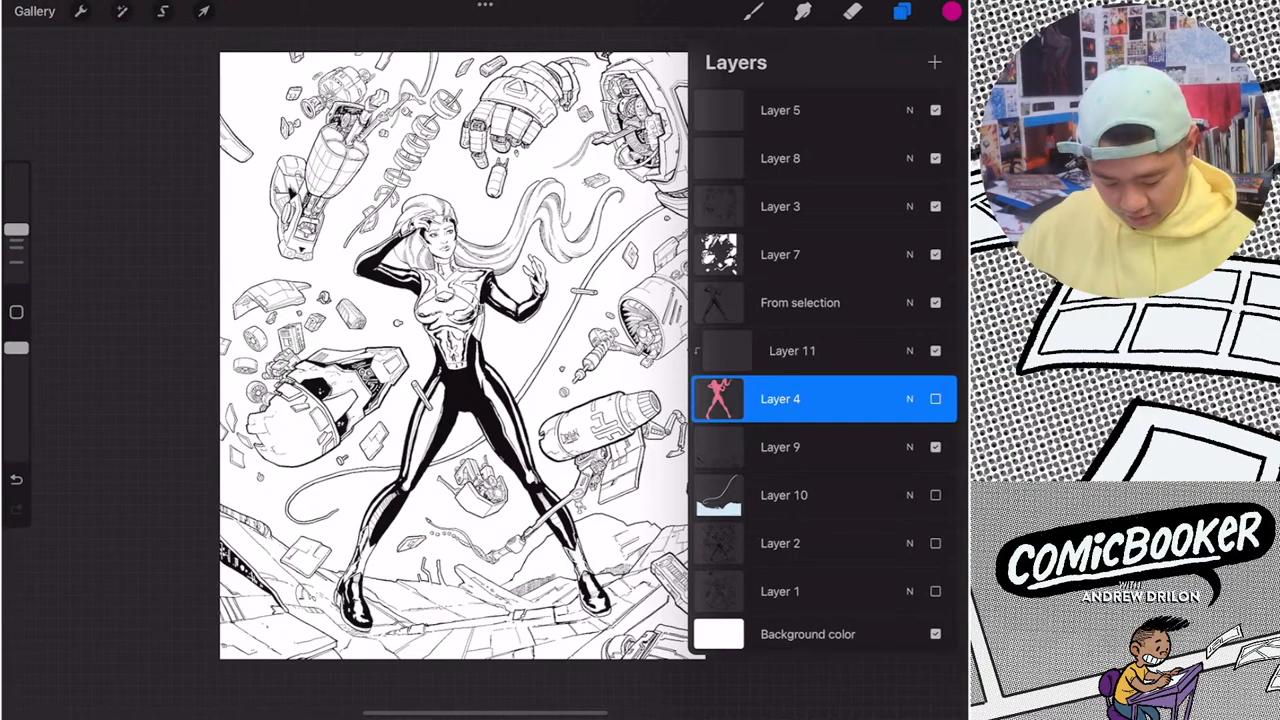 Gallery
Layers
Layer 5 N
Layer 8 N
Layer 3 N
Layer 7 N
From selection N
Layer 11 N
Layer 4 N
Layer 9 N
Layer 10 N
Layer 2 N
Layer 1 N
Background color
COMICBOOKER
WITH
ANDREW DRILON